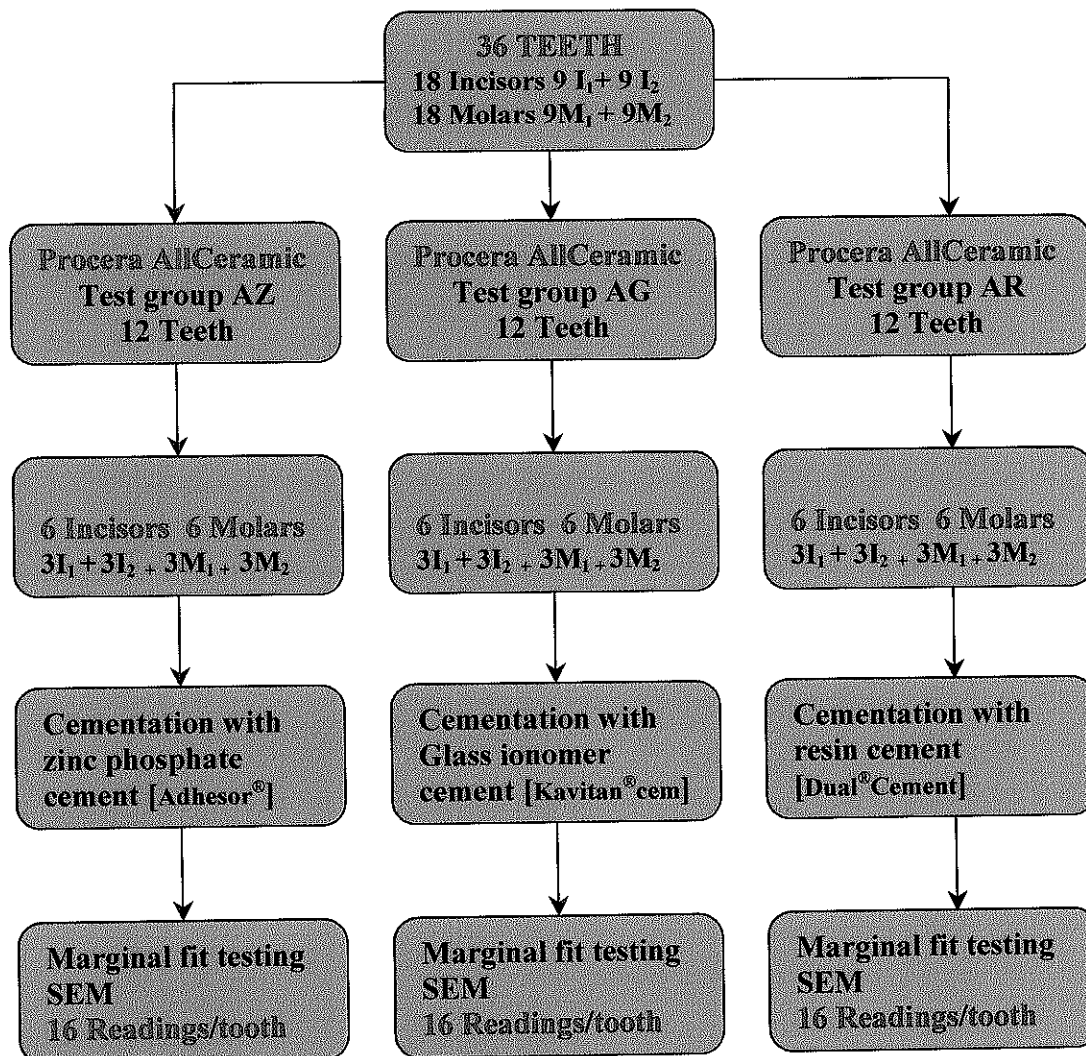 36 TEETH
18 Incisors 9 I₁ + 9 I₂
18 Molars 9M₁ + 9M₂
Procera AllCeramic
Test group AZ
12 Teeth
Procera AllCeramic
Test group AG
12 Teeth
Procera AllCeramic
Test group AR
12 Teeth
6 Incisors 6 Molars
3I₁ + 3I₂ + 3M₁ + 3M₂
6 Incisors 6 Molars
3I₁ + 3I₂ + 3M₁ + 3M₂
6 Incisors 6 Molars
3I₁ + 3I₂ + 3M₁ + 3M₂
Cementation with
zinc phosphate
cement [Adhesor®]
Cementation with
Glass ionomer
cement [Kavitan®cem]
Cementation with
resin cement
[Dual®Cement]
Marginal fit testing
SEM
16 Readings/tooth
Marginal fit testing
SEM
16 Readings/tooth
Marginal fit testing
SEM
16 Readings/tooth